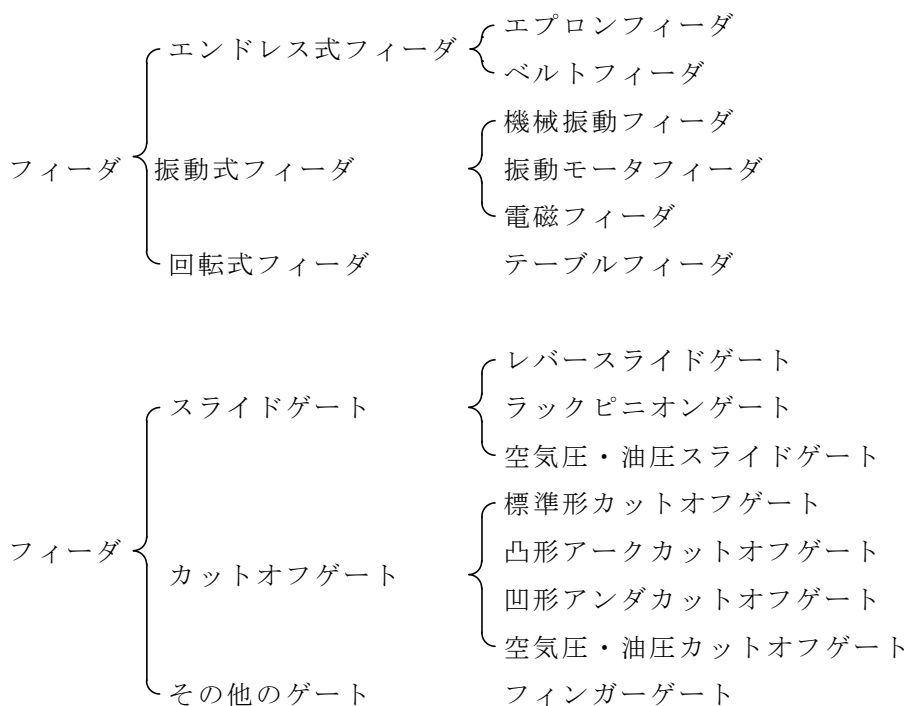 エプロンフィーダ
エンドレス式フィーダ
ベルトフィーダ
機械振動フィーダ
フィーダ 振動式フィーダ 振動モータフィーダ
電磁フィーダ
回転式フィーダ テーブルフィーダ
レバースライドゲート
スライドゲート ラックピニオンゲート
空気圧・油圧スライドゲート
標準形カットオフゲート
フィーダ 凸形アークカットオフゲート
カットオフゲート
凹形アンダカットオフゲート
空気圧・油圧カットオフゲート
その他のゲート フィンガーゲート